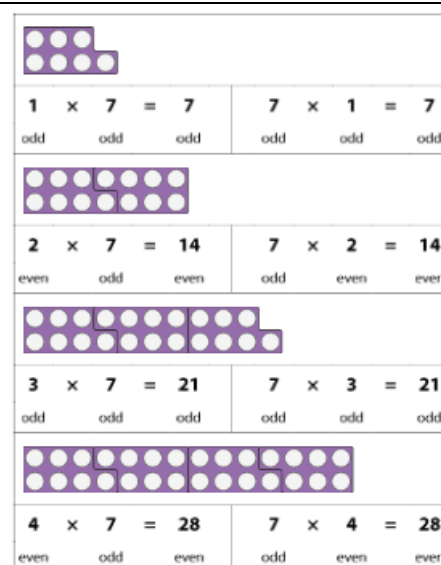 1 × 7 = 7 7 × 1 = 7
odd odd odd odd odd odd
2 × 7 = 14 7 × 2 = 14
even odd even odd even even
3 × 7 = 21 7 × 3 = 21
odd odd odd odd odd odd
4 × 7 = 28 7 × 4 = 28
even odd even odd even even